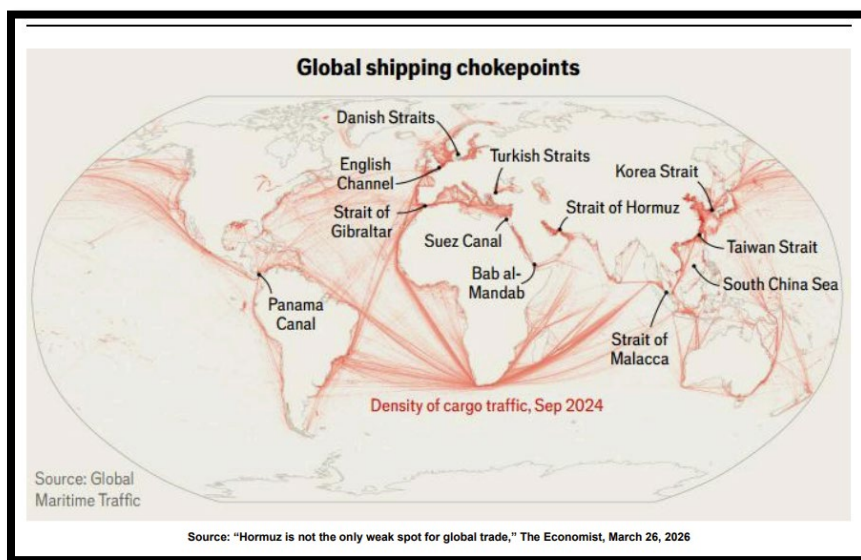 Global shipping chokepoints
Danish Straits
English
Channel
Turkish Straits
Korea Strait
Strait of
Gibraltar
Strait of Hormuz
Suez Canal
Taiwan Strait
Bab al-
Mandab
South China Sea
Panama
Canal
Strait of
Malacca
Density of cargo traffic, Sep 2024
Source: Global
Maritime Traffic
Source: “Hormuz is not the only weak spot for global trade,” The Economist, March 26, 2026